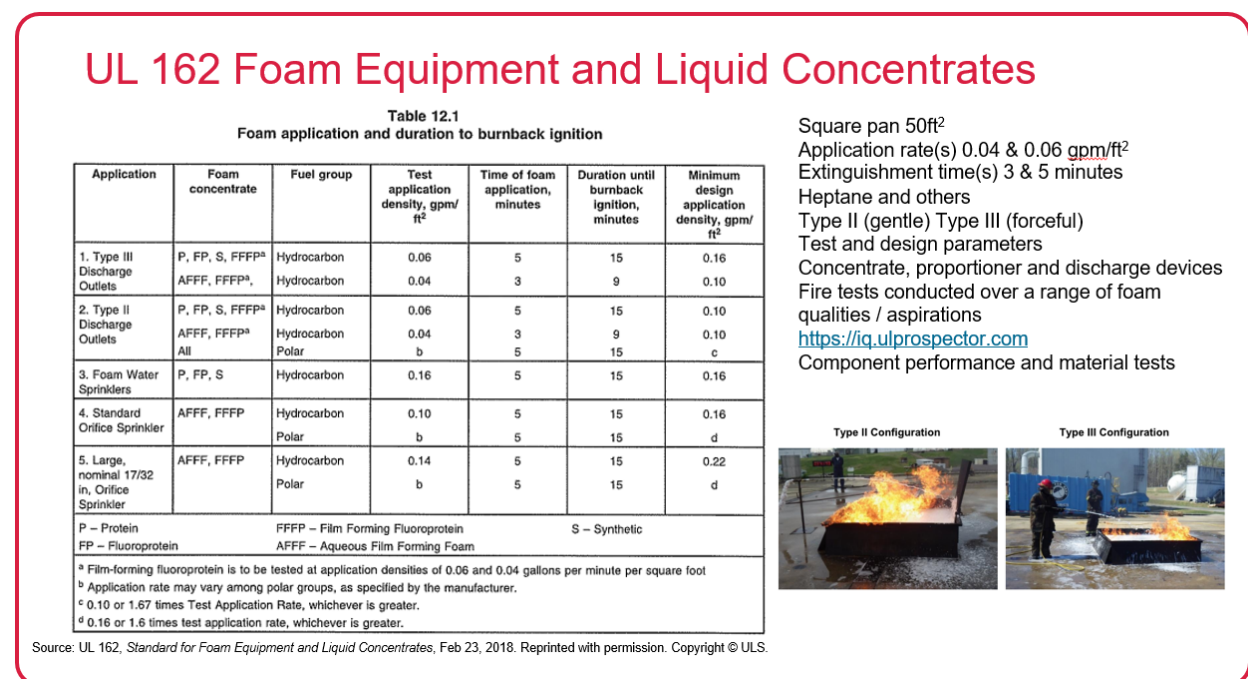 UL 162 Foam Equipment and Liquid Concentrates
Table 12.1
Foam application and duration to burnback ignition
Application Foam concentrate Fuel group Test application density, gpm/ft² Time of foam application, minutes Duration until burnback ignition, minutes Minimum design application density, gpm/ft²
1. Type III Discharge Outlets P, FP, S, FFFPᵃ Hydrocarbon 0.06 5 15 0.16
AFFF, FFFPᵃ, Hydrocarbon 0.04 3 9 0.10
2. Type II Discharge Outlets P, FP, S, FFFPᵃ Hydrocarbon 0.06 5 15 0.10
AFFF, FFFPᵃ Hydrocarbon 0.04 3 9 0.10
All Polar b 5 15 c
3. Foam Water Sprinklers P, FP, S Hydrocarbon 0.16 5 15 0.16
4. Standard Orifice Sprinkler AFFF, FFFP Hydrocarbon 0.10 5 15 0.16
Polar b 5 15 d
5. Large, nominal 17/32 in, Orifice Sprinkler AFFF, FFFP Hydrocarbon 0.14 5 15 0.22
Polar b 5 15 d
P – Protein FFFP – Film Forming Fluoroprotein S – Synthetic
FP – Fluoroprotein AFFF – Aqueous Film Forming Foam
ᵃ Film-forming fluoroprotein is to be tested at application densities of 0.06 and 0.04 gallons per minute per square foot
ᵇ Application rate may vary among polar groups, as specified by the manufacturer.
ᶜ 0.10 or 1.67 times Test Application Rate, whichever is greater.
ᵈ 0.16 or 1.6 times test application rate, whichever is greater.
Source: UL 162, Standard for Foam Equipment and Liquid Concentrates, Feb 23, 2018. Reprinted with permission. Copyright © ULS.
Square pan 50ft²
Application rate(s) 0.04 & 0.06 gpm/ft²
Extinguishment time(s) 3 & 5 minutes
Heptane and others
Type II (gentle) Type III (forceful)
Test and design parameters
Concentrate, proportioner and discharge devices
Fire tests conducted over a range of foam
qualities / aspirations
https://iq.ulprospector.com
Component performance and material tests
Type II Configuration
Type III Configuration